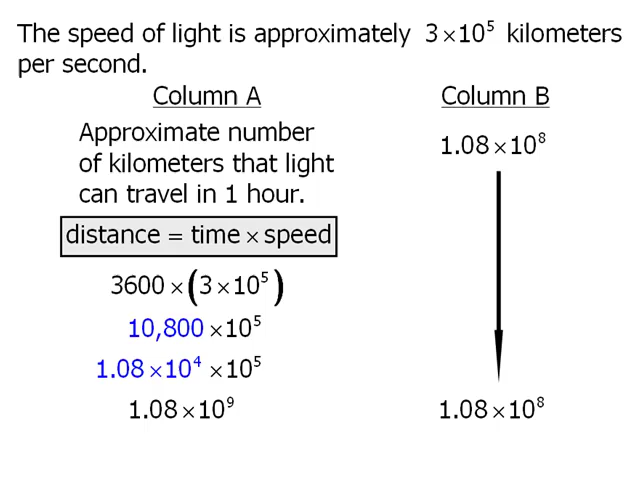 The speed of light is approximately 3×10⁵ kilometers
per second.
Column A
Approximate number
of kilometers that light
can travel in 1 hour.
distance = time × speed
3600 × (3 × 10⁵)
10,800 × 10⁵
1.08 × 10⁴ × 10⁵
1.08 × 10⁹
Column B
1.08 × 10⁸
1.08 × 10⁸